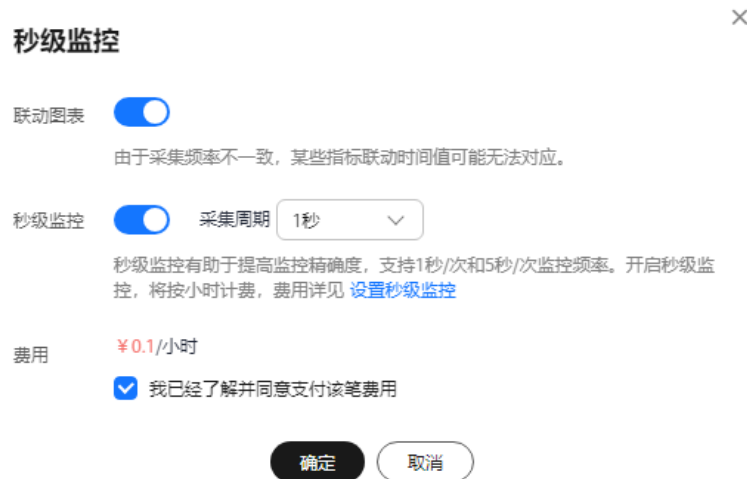 秒级监控
联动图表
由于采集频率不一致，某些指标联动时间值可能无法对应。
秒级监控 采集周期 1秒
秒级监控有助于提高监控精确度，支持1秒/次和5秒/次监控频率。开启秒级监
控，将按小时计费，费用详见 设置秒级监控
费用 ¥0.1/小时
我已经了解并同意支付该笔费用
确定 取消